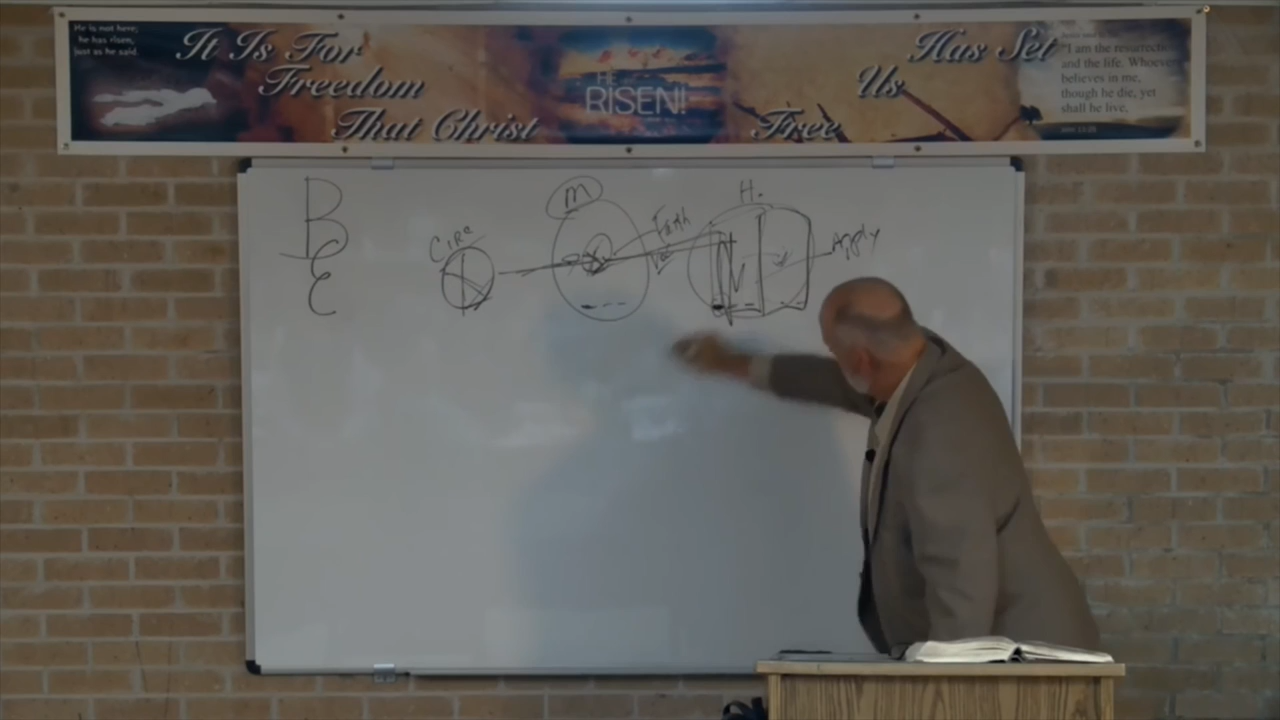 He is not here;
he has risen,
just as he said.
It Is For
Freedom
That Christ
HE
RISEN!
Has Set
Us
Free
"I am the resurrection
and the life. Whoever
believes in me,
though he die, yet
shall he live.
B
E
Circ
M
Faith
H.
Apply